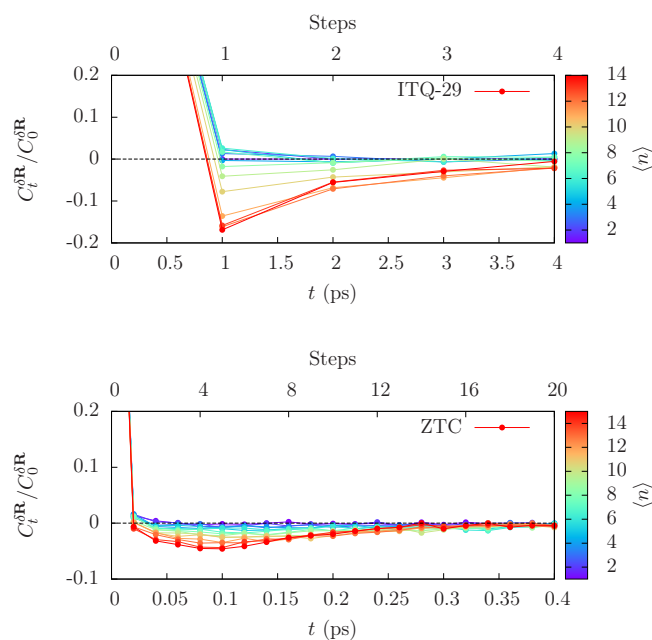 Steps
0 1 2 3 4
0.2
0.1
0
-0.1
-0.2
C_t^{δR}/C_0^{δR}
ITQ-29
14
12
10
8
6
4
2
⟨n⟩
0 0.5 1 1.5 2 2.5 3 3.5 4
t (ps)
Steps
0 4 8 12 16 20
0.2
0.1
0
-0.1
C_t^{δR}/C_0^{δR}
ZTC
14
12
10
8
6
4
2
⟨n⟩
0 0.05 0.1 0.15 0.2 0.25 0.3 0.35 0.4
t (ps)